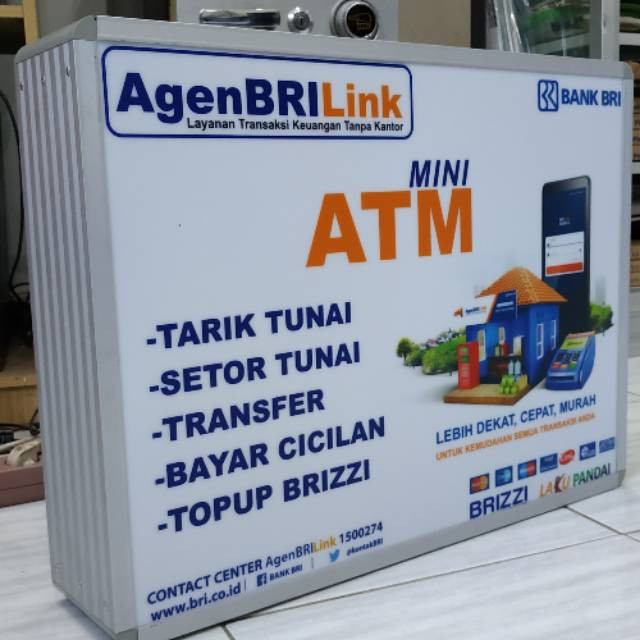 AgenBRILink
Layanan Transaksi Keuangan Tanpa Kantor
BANK BRI
MINI
ATM
-TARIK TUNAI
-SETOR TUNAI
-TRANSFER
-BAYAR CICILAN
-TOPUP BRIZZI
LEBIH DEKAT, CEPAT, MURAH
UNTUK KEMUDAHAN SEMUA TRANSAKSI ANDA
BRIZZI LAKU PANDAI
CONTACT CENTER AgenBRILink 1500274
www.bri.co.id | BANK BRI | @kontakBRI